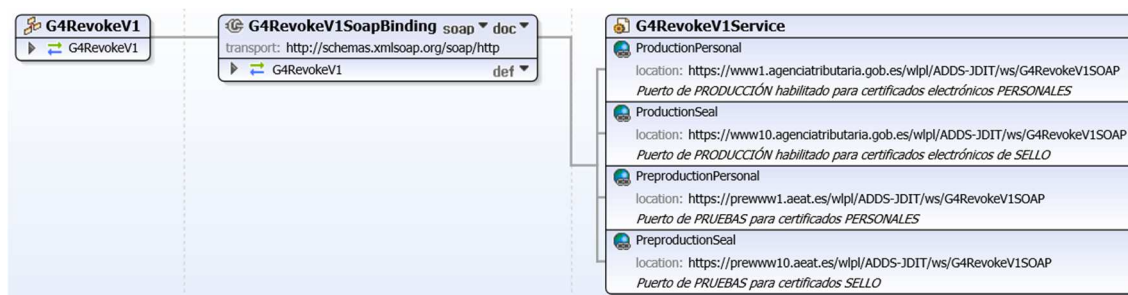 G4RevokeV1
G4RevokeV1
G4RevokeV1SoapBinding soap doc
transport: http://schemas.xmlsoap.org/soap/http
G4RevokeV1 def
G4RevokeV1Service
ProductionPersonal
location: https://www1.agenciatributaria.gob.es/wlpl/ADDS-JDIT/ws/G4RevokeV1SOAP
Puerto de PRODUCCIÓN habilitado para certificados electrónicos PERSONALES
ProductionSeal
location: https://www10.agenciatributaria.gob.es/wlpl/ADDS-JDIT/ws/G4RevokeV1SOAP
Puerto de PRODUCCIÓN habilitado para certificados electrónicos de SELLO
PreproductionPersonal
location: https://prewww1.aeat.es/wlpl/ADDS-JDIT/ws/G4RevokeV1SOAP
Puerto de PRUEBAS para certificados PERSONALES
PreproductionSeal
location: https://prewww10.aeat.es/wlpl/ADDS-JDIT/ws/G4RevokeV1SOAP
Puerto de PRUEBAS para certificados SELLO